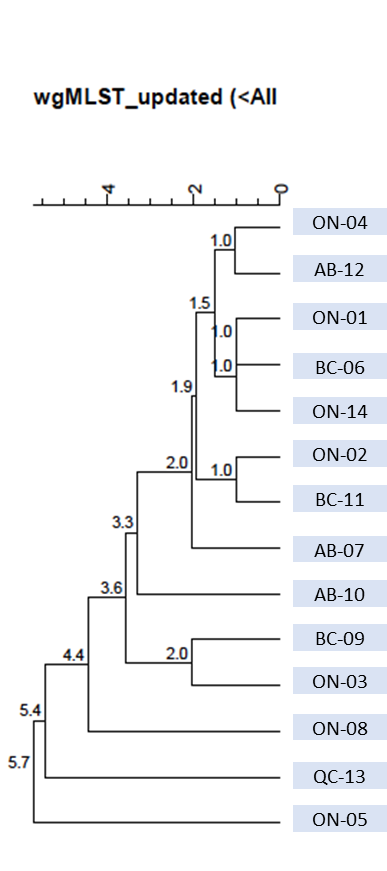 wgMLST_updated (<All
4
2
0
ON-04
1.0
AB-12
1.5
ON-01
1.0
1.0
BC-06
1.9
ON-14
ON-02
2.0
1.0
BC-11
3.3
AB-07
3.6
AB-10
BC-09
4.4
2.0
ON-03
5.4
ON-08
5.7
QC-13
ON-05